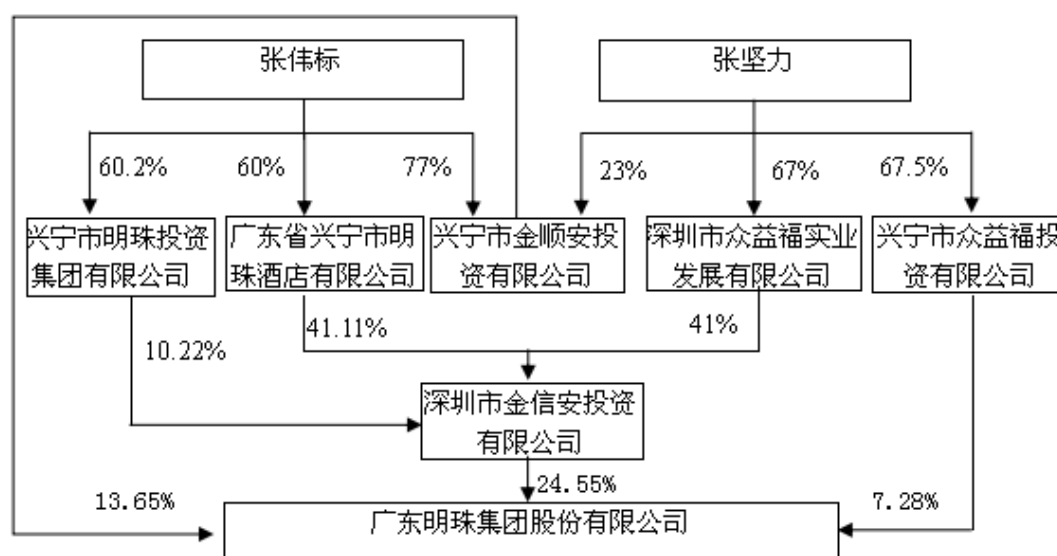 张伟标
张坚力
60.2%
60%
77%
23%
67%
67.5%
兴宁市明珠投资
集团有限公司
广东省兴宁市明
珠酒店有限公司
兴宁市金顺安投
资有限公司
深圳市众益福实业
发展有限公司
兴宁市众益福投
资有限公司
10.22%
41.11%
41%
深圳市金信安投资
有限公司
13.65%
24.55%
7.28%
广东明珠集团股份有限公司